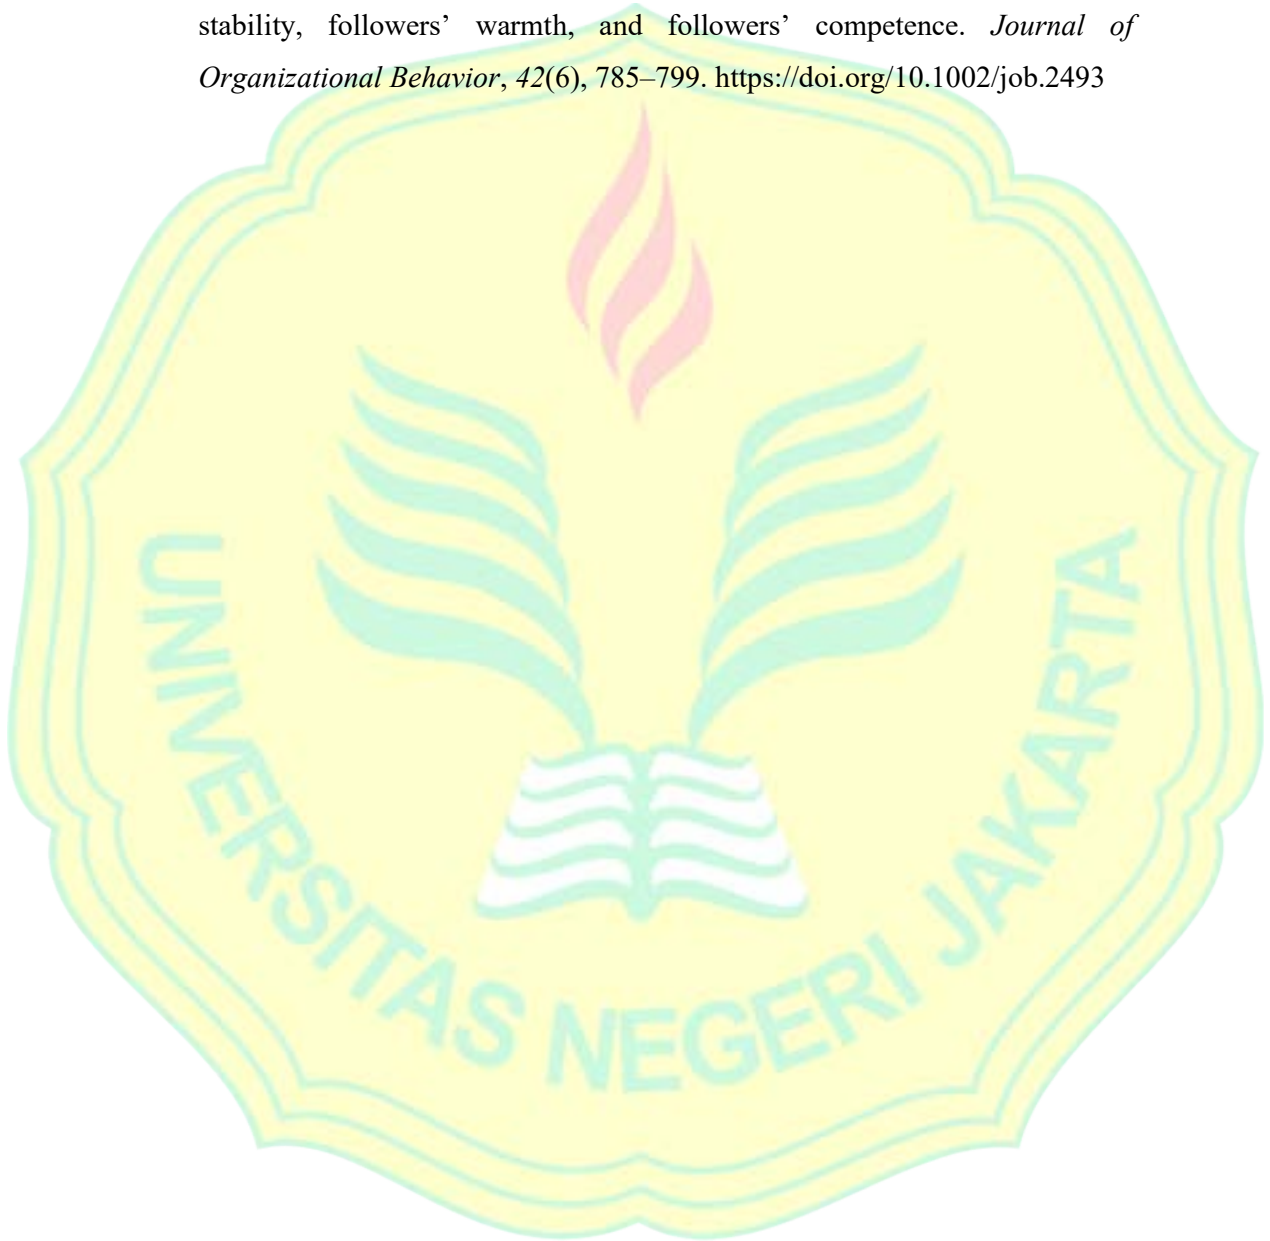 stability, followers’ warmth, and followers’ competence. Journal of
Organizational Behavior, 42(6), 785–799. https://doi.org/10.1002/job.2493
UNIVERSITAS NEGERI JAKARTA